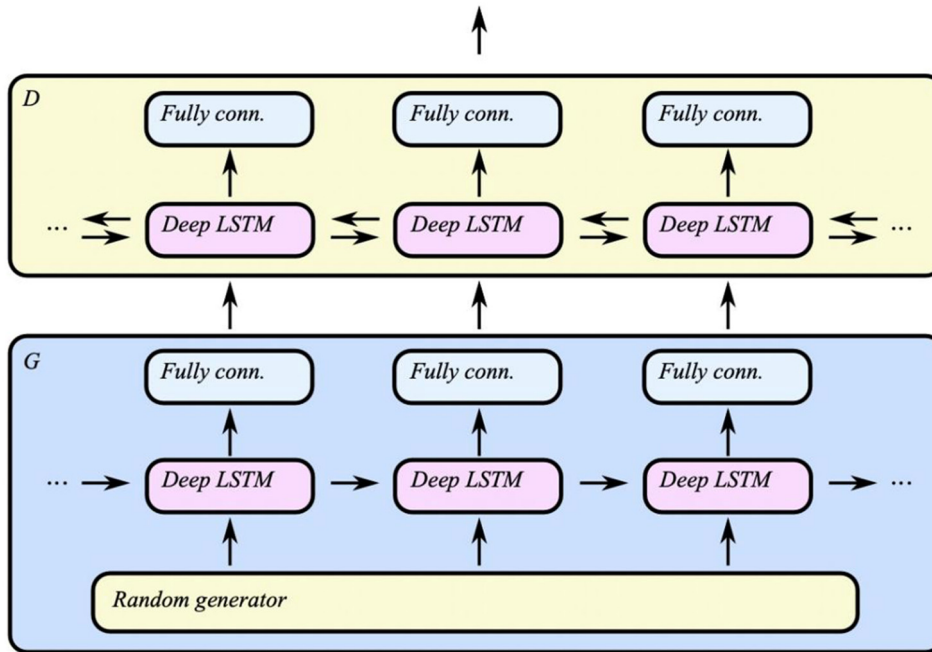 D
Fully conn. Fully conn. Fully conn.
... Deep LSTM Deep LSTM Deep LSTM ...
G
Fully conn. Fully conn. Fully conn.
... Deep LSTM Deep LSTM Deep LSTM ...
Random generator